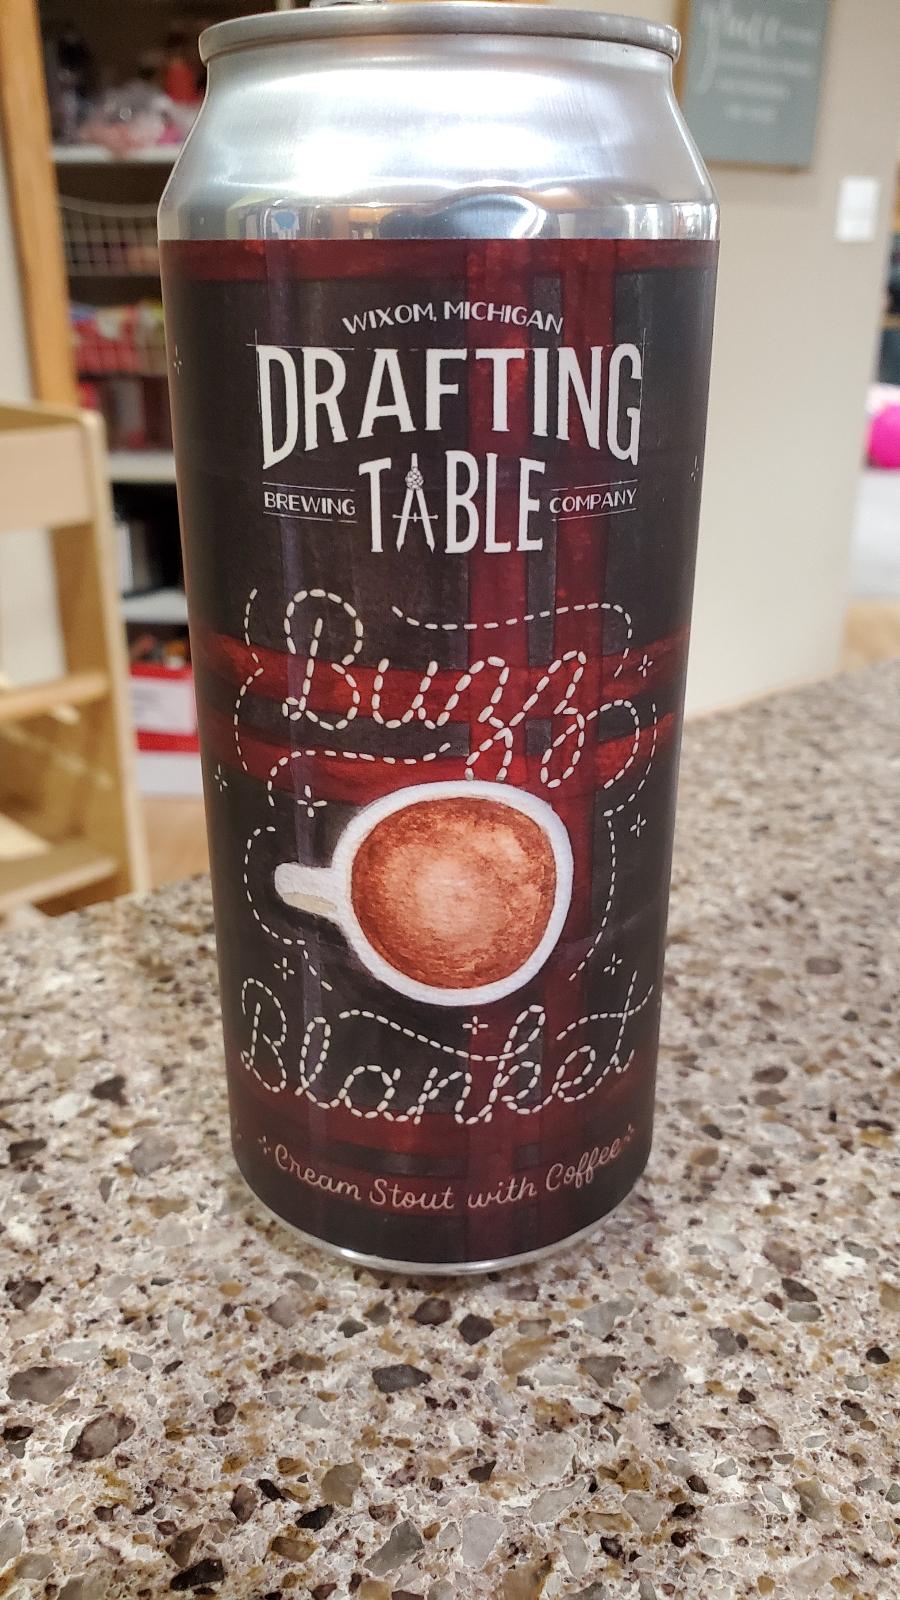 WIXOM, MICHIGAN
DRAFTING
BREWING TABLE COMPANY
Buzz
Blanket
Cream Stout with Coffee